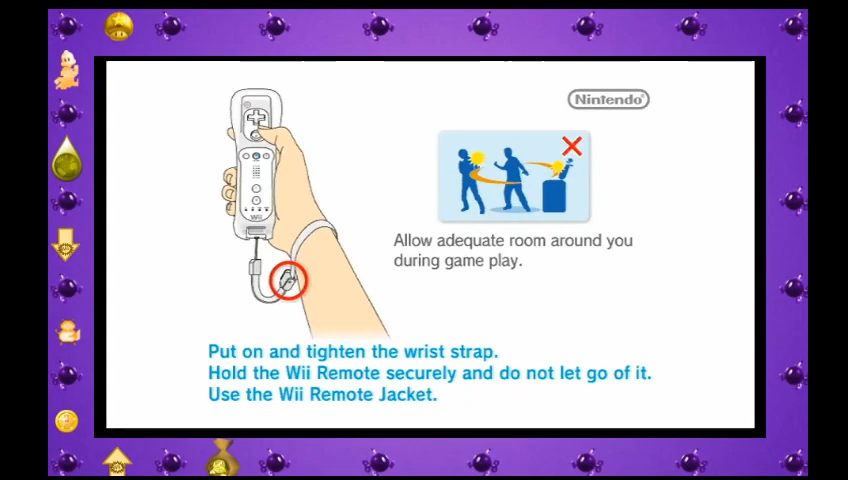 Nintendo
Allow adequate room around you
during game play.
Wii
Put on and tighten the wrist strap.
Hold the Wii Remote securely and do not let go of it.
Use the Wii Remote Jacket.